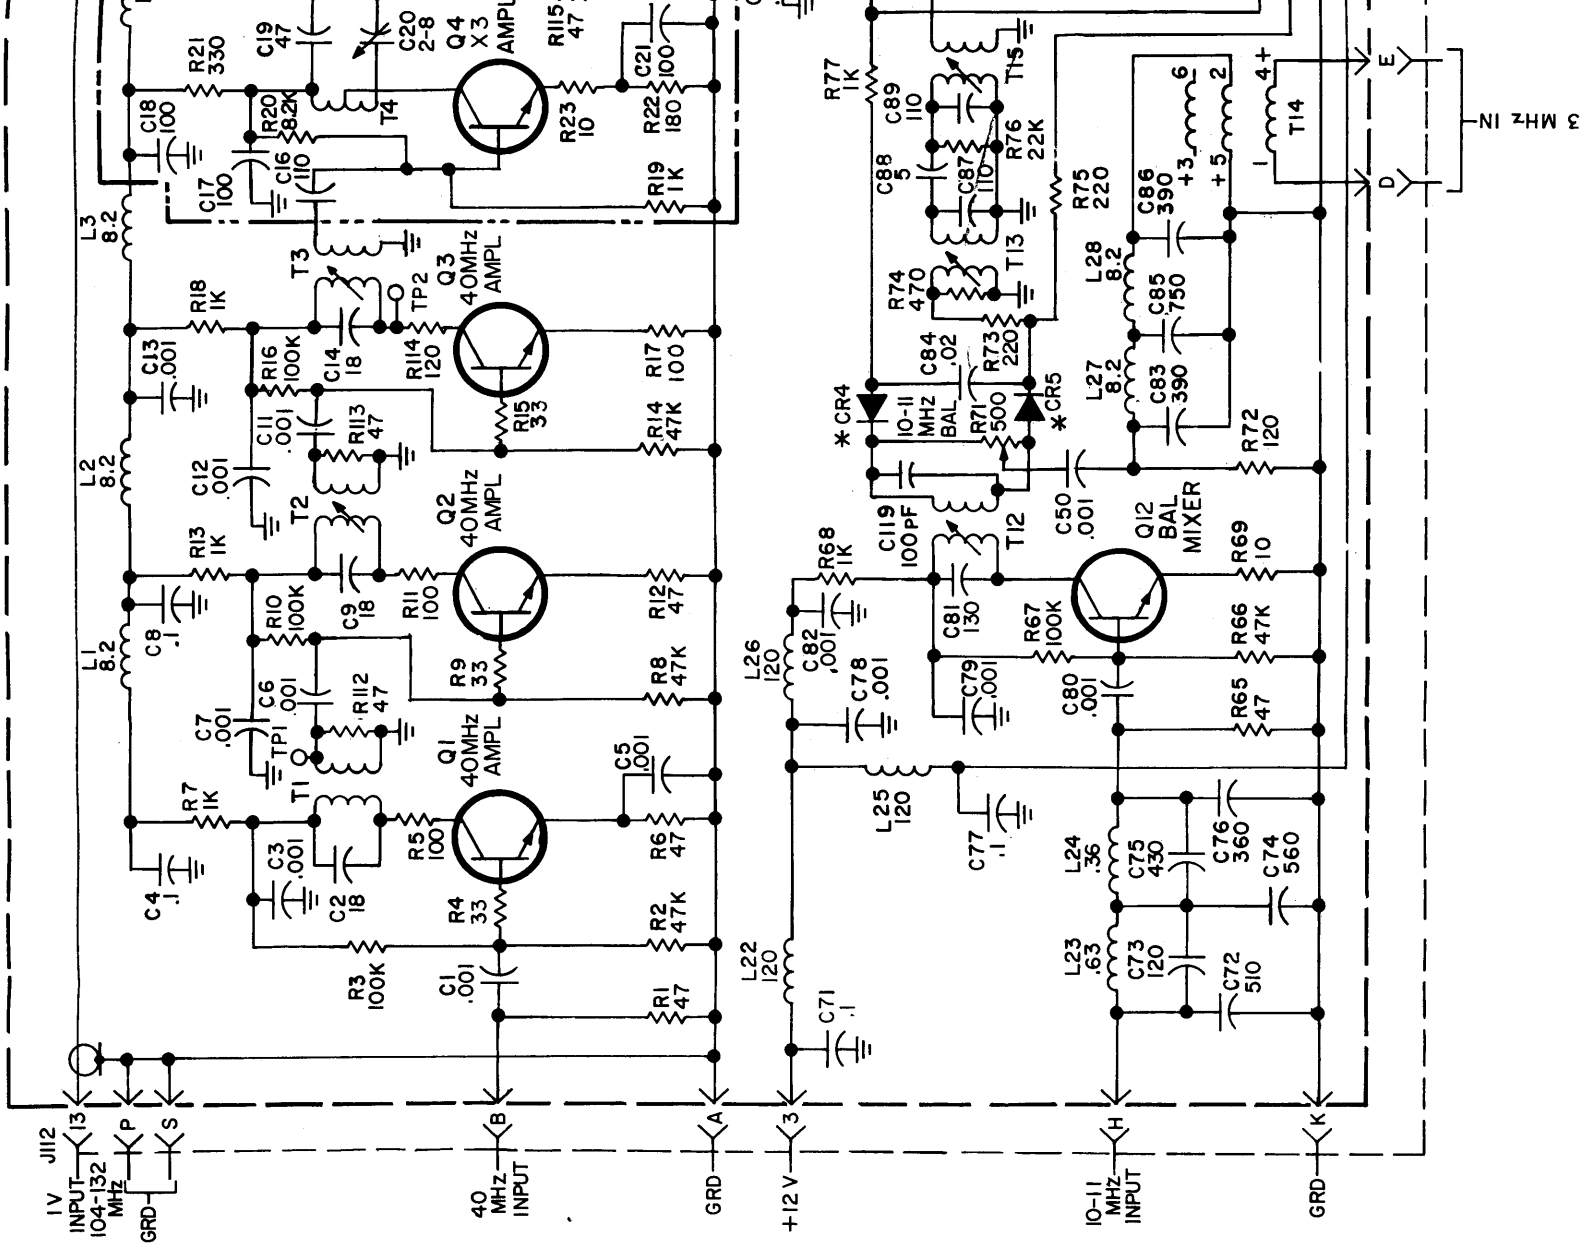 C19
47
C20
2-8
Q4
X3
AMPL
R115
47
R21
330
C18
100
R20
8.2K
T4
R23
10
C21
100
R22
180
C17
100
C16
110
R19
1K
L3
8.2
T3
TP2
Q3
40MHz
AMPL
R18
1K
C13
.001
R16
100K
C14
18
R114
120
R17
100
C11
.001
R113
47
R15
33
R14
47K
L2
8.2
C12
.001
T2
Q2
40MHz
AMPL
R13
1K
C8
.1
R10
100K
C9
18
R11
100
R12
47
L1
8.2
C7
.001
C6
.001
R112
47
R9
33
R8
47K
TP1
T1
Q1
40MHz
AMPL
C5
.001
R7
1K
C4
.1
C3
.001
C2
18
R5
100
R6
47
R4
33
R2
47K
R3
100K
C1
.001
R1
47
J112
13
P
S
B
A
3
H
K
1V
INPUT
104-132
MHz
GRD
40
MHz
INPUT
GRD
+12V
10-11
MHz
INPUT
GRD
R77
1K
C89
110
T15
R76
22K
C88
5
C87
110
T13
R75
220
R74
470
C84
.02
R73
220
*CR4
10-11
MHz
BAL
R71
500
*CR5
C119
100PF
T12
C50
.001
R72
120
6
2
4+
+3
+5
1
T14
E
D
3 MHz IN
C86
390
L28
8.2
C85
750
L27
8.2
C83
390
Q12
BAL
MIXER
R68
1K
C82
.001
C81
130
R67
100K
R69
10
R66
47K
L26
120
C78
.001
C79
.001
C80
.001
R65
47
L25
120
C77
.1
L24
.36
C75
430
C76
360
C74
560
L22
120
L23
.63
C73
120
C72
510
C71
.1